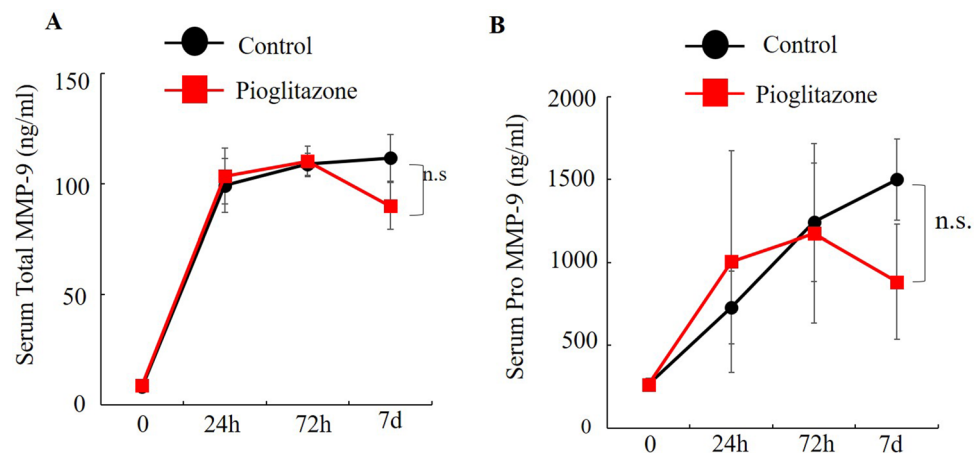 A
Control
Pioglitazone
Serum Total MMP-9 (ng/ml)
150
100
50
0
n.s
0 24h 72h 7d
B
Control
Pioglitazone
Serum Pro MMP-9 (ng/ml)
2000
1500
1000
500
0
n.s.
0 24h 72h 7d